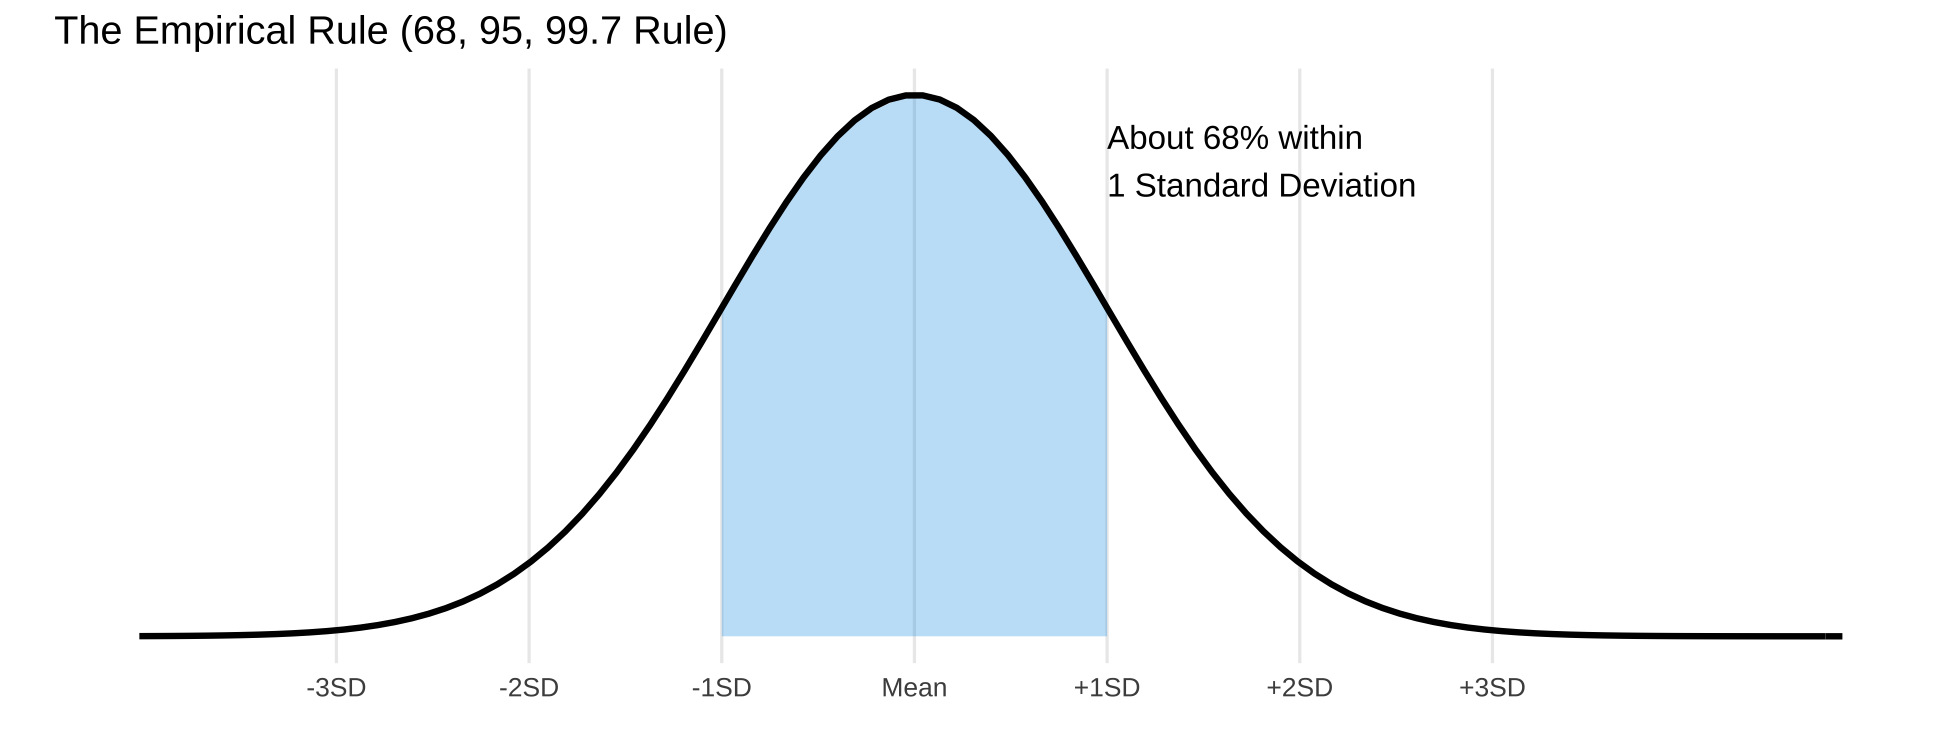 The Empirical Rule (68, 95, 99.7 Rule)
About 68% within
1 Standard Deviation
-3SD
-2SD
-1SD
Mean
+1SD
+2SD
+3SD